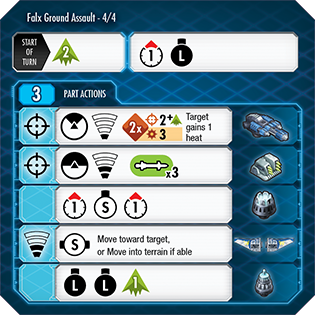 Falx Ground Assault - 4/4
START OF TURN
2
1 L
3 PART ACTIONS
2x 2+ 3 Target gains 1 heat
x3
1 S 1
S Move toward target, or Move into terrain if able
L L 1